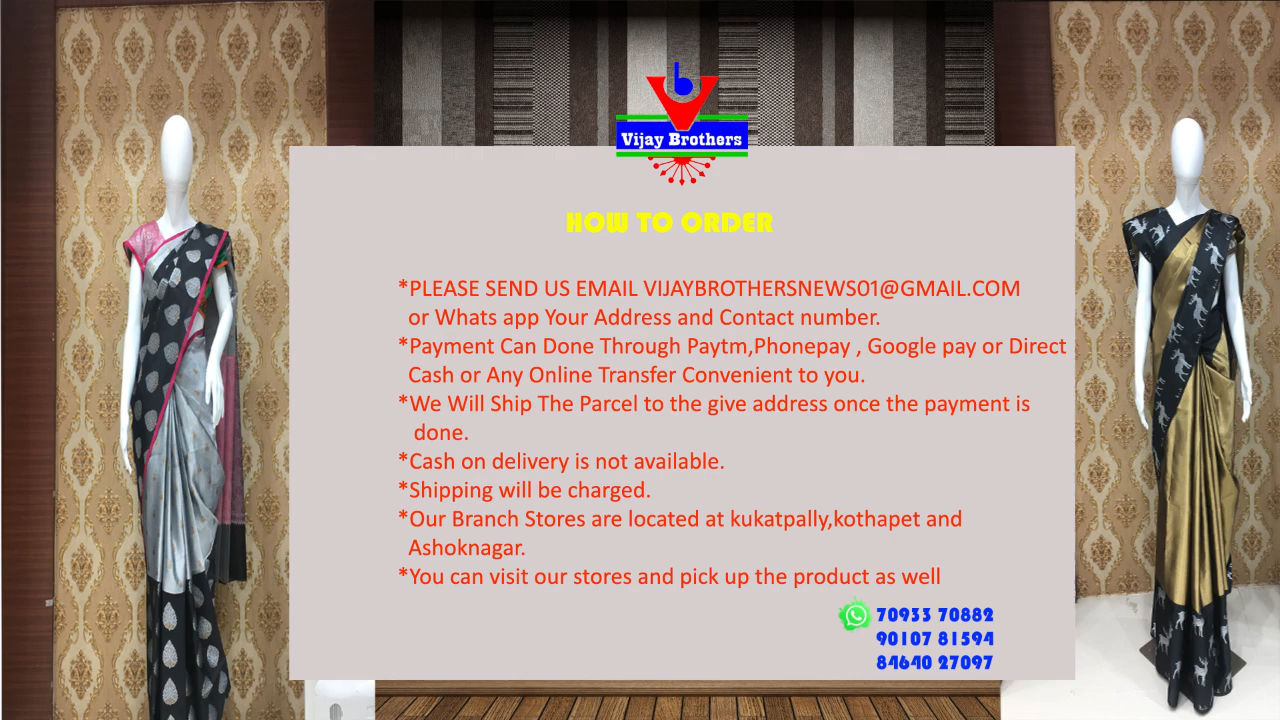 Vijay Brothers
HOW TO ORDER
*PLEASE SEND US EMAIL VIJAYBROTHERSNEWS01@GMAIL.COM
or Whats app Your Address and Contact number.
*Payment Can Done Through Paytm,Phonepay , Google pay or Direct
Cash or Any Online Transfer Convenient to you.
*We Will Ship The Parcel to the give address once the payment is
done.
*Cash on delivery is not available.
*Shipping will be charged.
*Our Branch Stores are located at kukatpally,kothapet and
Ashoknagar.
*You can visit our stores and pick up the product as well
70933 70882
90107 81594
84640 27097